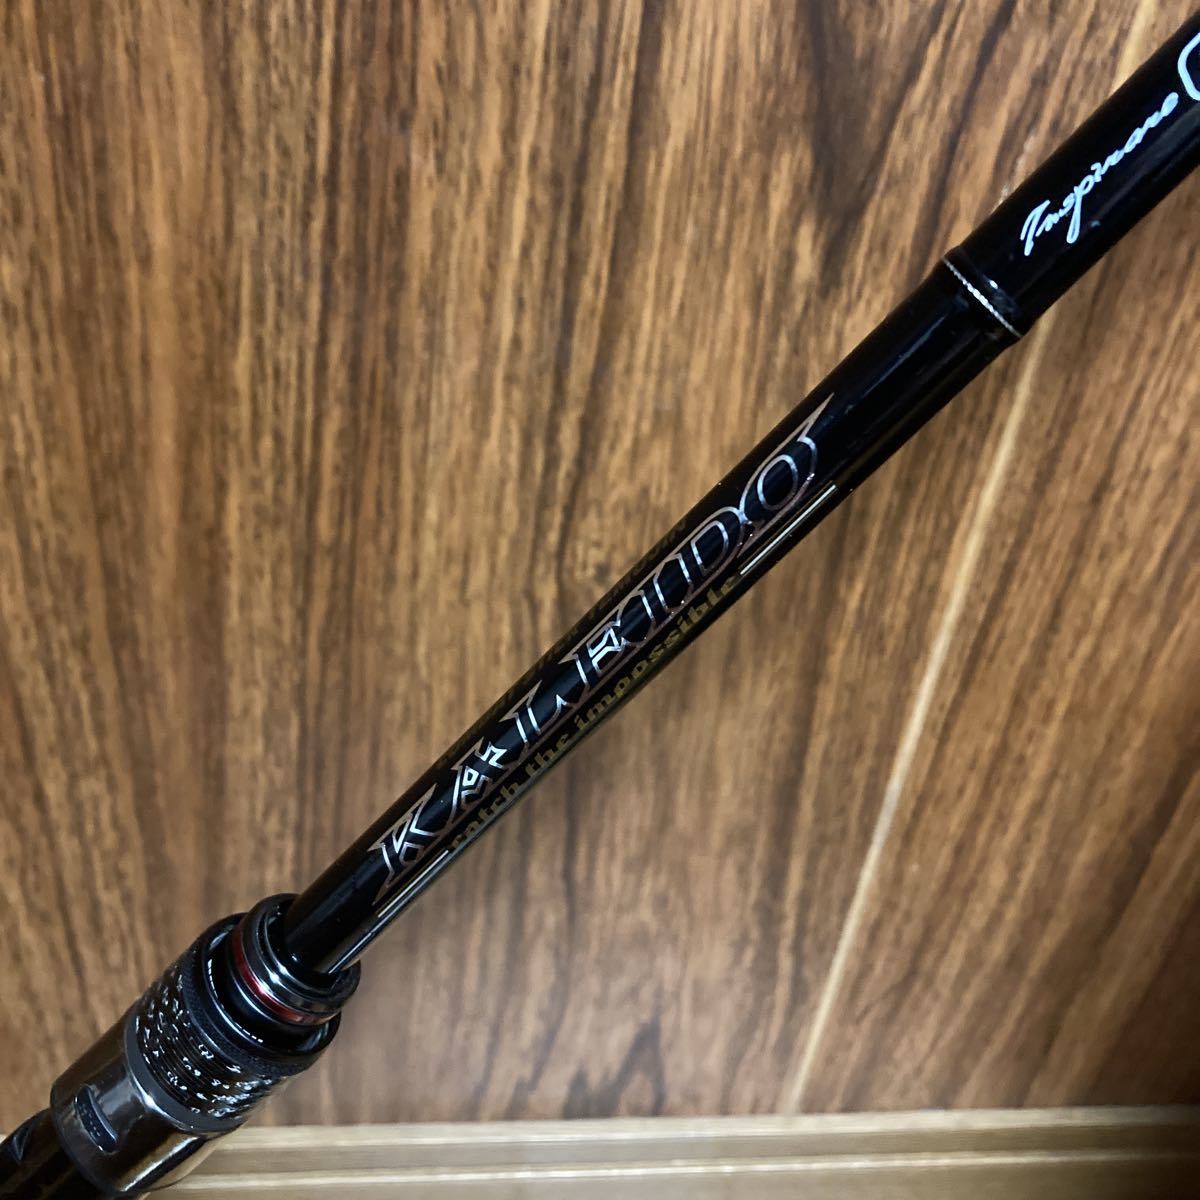 KALEIDO
catch the impossible
Inspirare